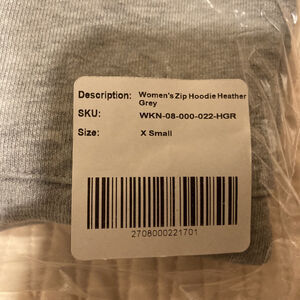 Description: Women's Zip Hoodie Heather
Grey
SKU: WKN-08-000-022-HGR
Size: X Small
2708000221701